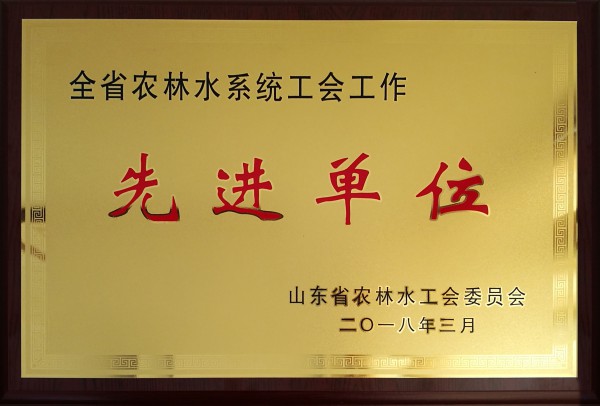 全省农林水系统工会工作
先进单位
山东省农林水工会委员会
二〇一八年三月